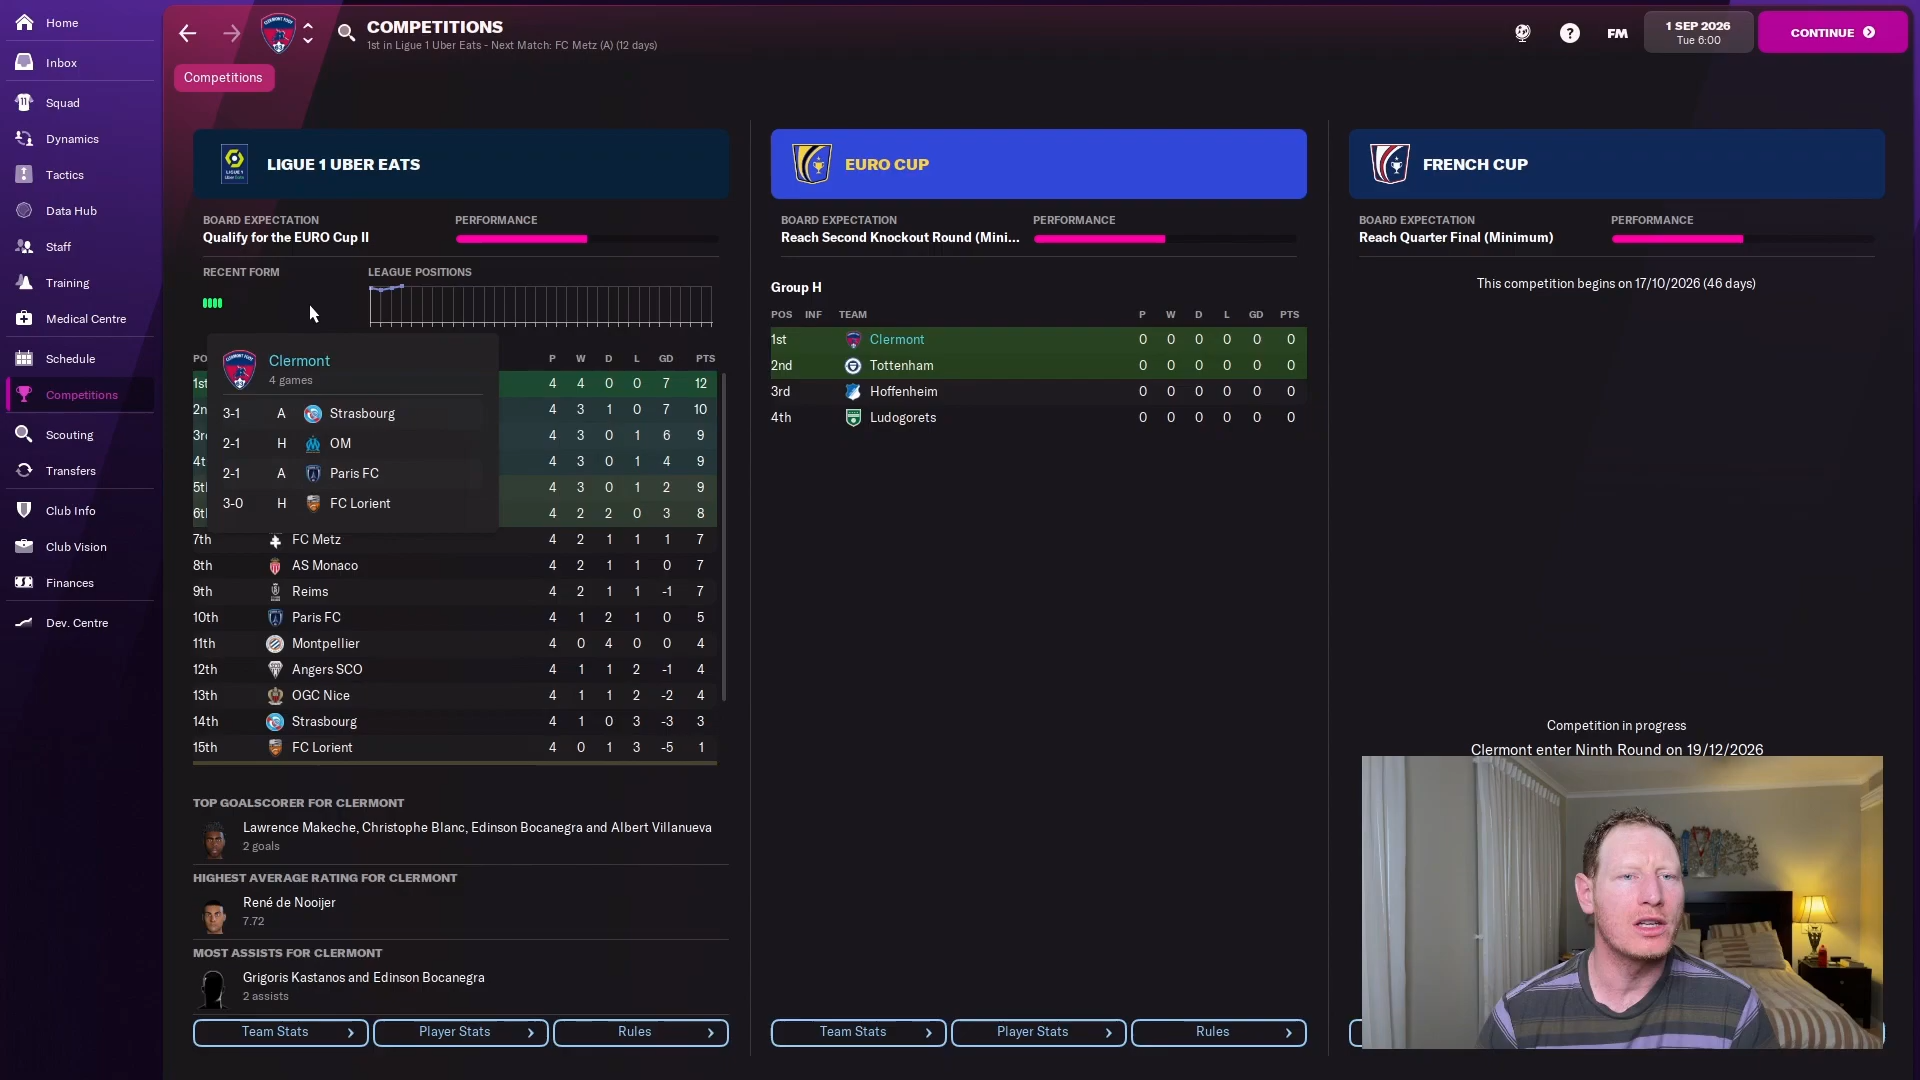 Home
Inbox
Squad
Dynamics
Tactics
Data Hub
Staff
Training
Medical Centre
Schedule
Competitions
Scouting
Transfers
Club Info
Club Vision
Finances
Dev. Centre
COMPETITIONS
1st in Ligue 1 Uber Eats - Next Match: FC Metz (A) (12 days)
FM
1 SEP 2026
Tue 6:00
CONTINUE
Competitions
LIGUE 1 UBER EATS
BOARD EXPECTATION PERFORMANCE
Qualify for the EURO Cup II
RECENT FORM LEAGUE POSITIONS
P W D L GD PTS
1st 4 4 0 0 7 12
4 3 1 0 7 10
4 3 0 1 6 9
4 3 0 1 4 9
4 3 0 1 2 9
4 2 2 0 3 8
7th FC Metz 4 2 1 1 1 7
8th AS Monaco 4 2 1 1 0 7
9th Reims 4 2 1 1 -1 7
10th Paris FC 4 1 2 1 0 5
11th Montpellier 4 0 4 0 0 4
12th Angers SCO 4 1 1 2 -1 4
13th OGC Nice 4 1 1 2 -2 4
14th Strasbourg 4 1 0 3 -3 3
15th FC Lorient 4 0 1 3 -5 1
Clermont
4 games
3-1 A Strasbourg
2-1 H OM
2-1 A Paris FC
3-0 H FC Lorient
TOP GOALSCORER FOR CLERMONT
Lawrence Makeche, Christophe Blanc, Edinson Bocanegra and Albert Villanueva
2 goals
HIGHEST AVERAGE RATING FOR CLERMONT
René de Nooijer
7.72
MOST ASSISTS FOR CLERMONT
Grigoris Kastanos and Edinson Bocanegra
2 assists
Team Stats Player Stats Rules
EURO CUP
BOARD EXPECTATION PERFORMANCE
Reach Second Knockout Round (Mini...
Group H
POS INF TEAM P W D L GD PTS
1st Clermont 0 0 0 0 0 0
2nd Tottenham 0 0 0 0 0 0
3rd Hoffenheim 0 0 0 0 0 0
4th Ludogorets 0 0 0 0 0 0
Team Stats Player Stats Rules
FRENCH CUP
BOARD EXPECTATION PERFORMANCE
Reach Quarter Final (Minimum)
This competition begins on 17/10/2026 (46 days)
Competition in progress
Clermont enter Ninth Round on 19/12/2026